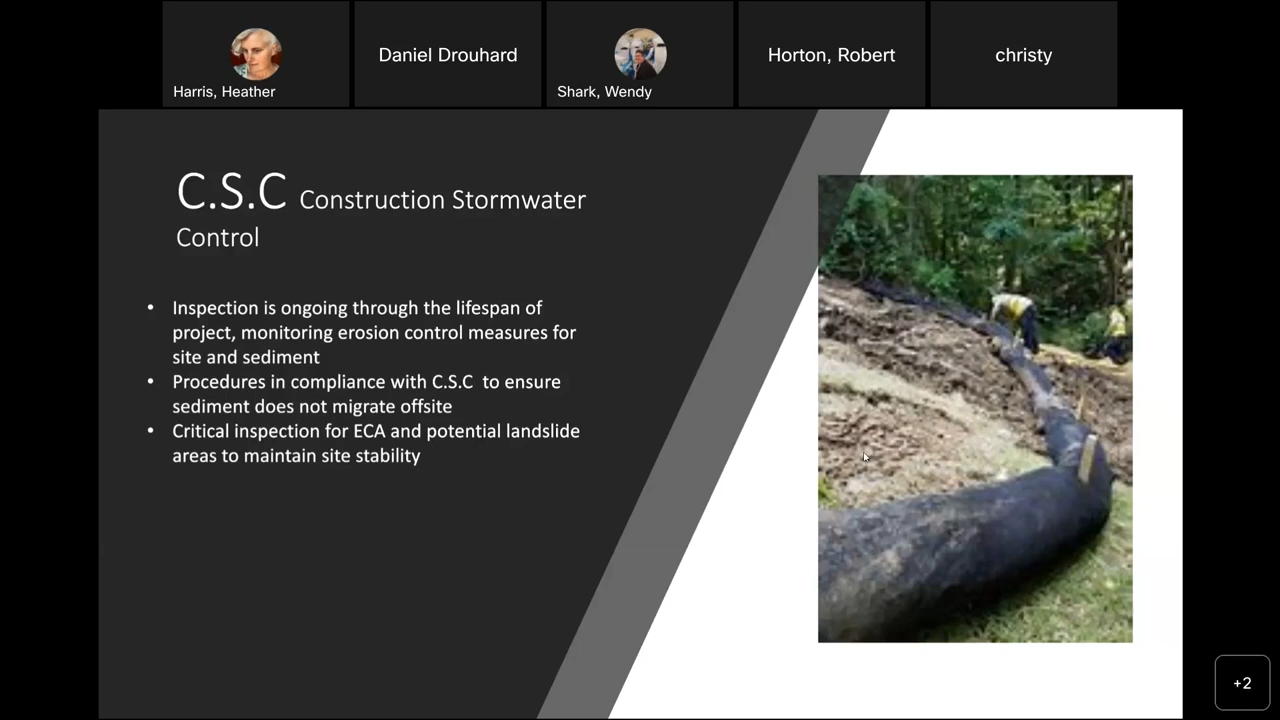 Daniel Drouhard
Horton, Robert
christy
Harris, Heather
Shark, Wendy
C.S.C Construction Stormwater
Control
• Inspection is ongoing through the lifespan of
project, monitoring erosion control measures for
site and sediment
• Procedures in compliance with C.S.C  to ensure
sediment does not migrate offsite
• Critical inspection for ECA and potential landslide
areas to maintain site stability
+2